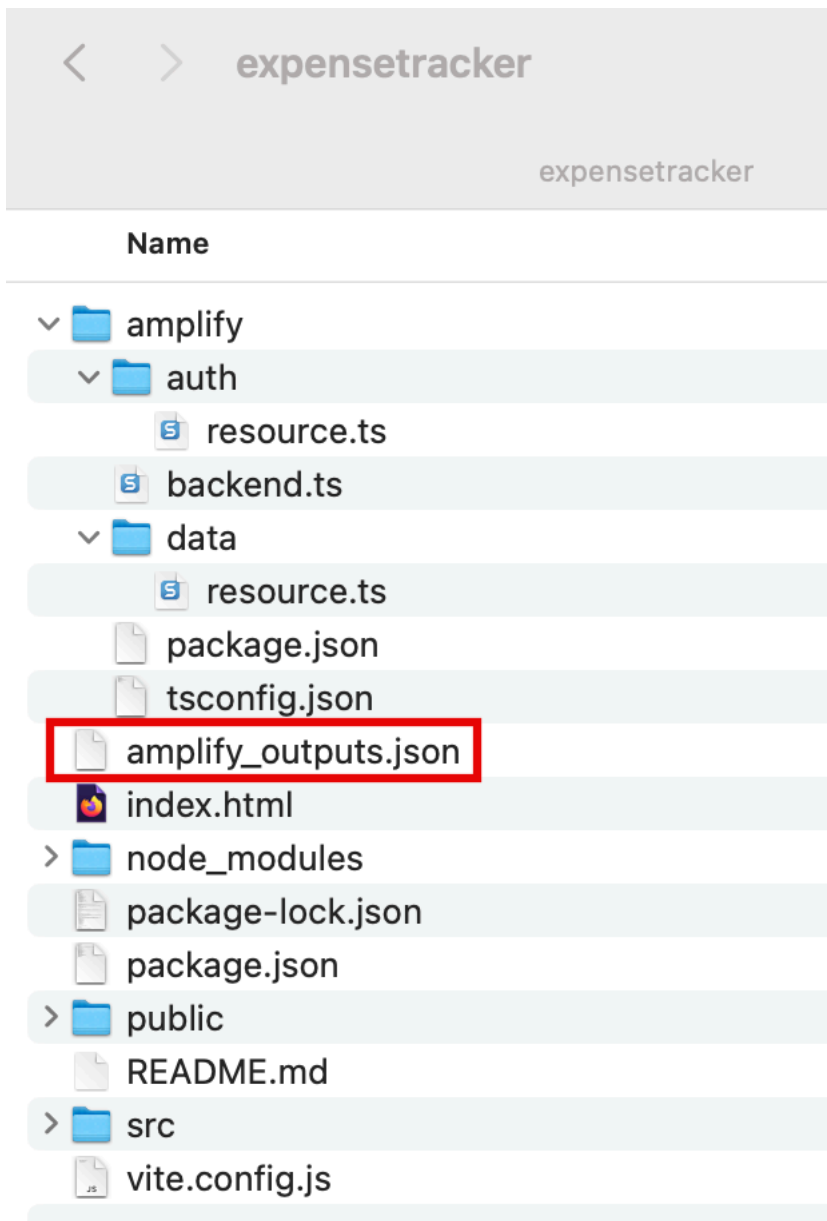 expensetracker
expensetracker
Name
amplify
auth
resource.ts
backend.ts
data
resource.ts
package.json
tsconfig.json
amplify_outputs.json
index.html
node_modules
package-lock.json
package.json
public
README.md
src
vite.config.js